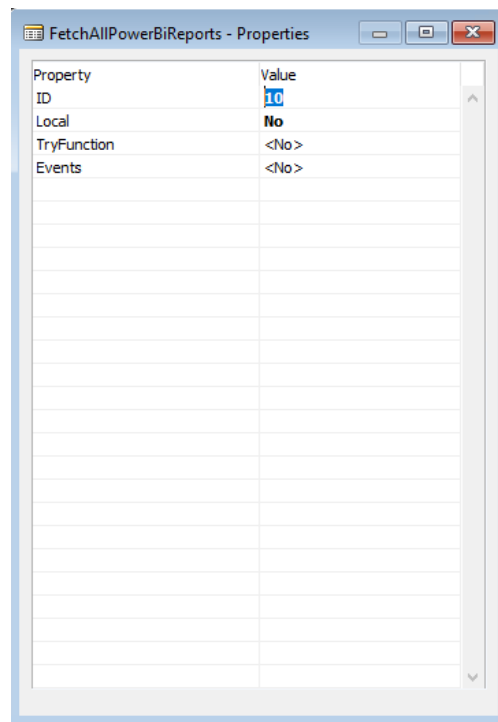 FetchAllPowerBiReports - Properties
Property Value
ID 10
Local No
TryFunction <No>
Events <No>